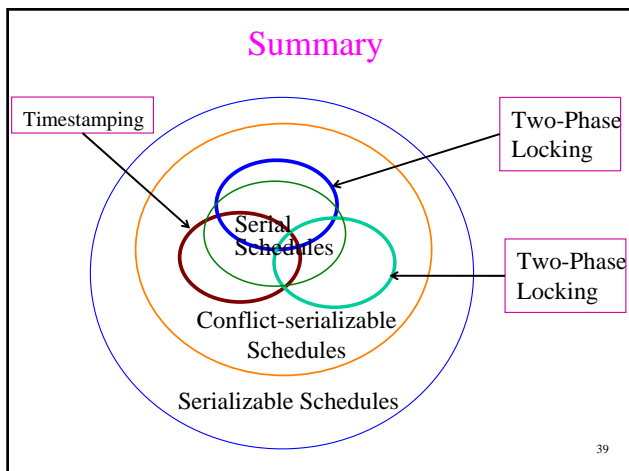 Summary
Timestamping
Two-Phase
Locking
Serial
Schedules
Two-Phase
Locking
Conflict-serializable
Schedules
Serializable Schedules
39